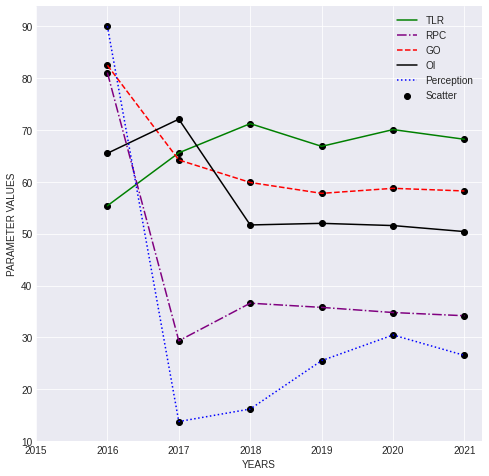 TLR
RPC
GO
OI
Perception
Scatter
90
80
70
60
50
40
30
20
10
PARAMETER VALUES
2015 2016 2017 2018 2019 2020 2021
YEARS